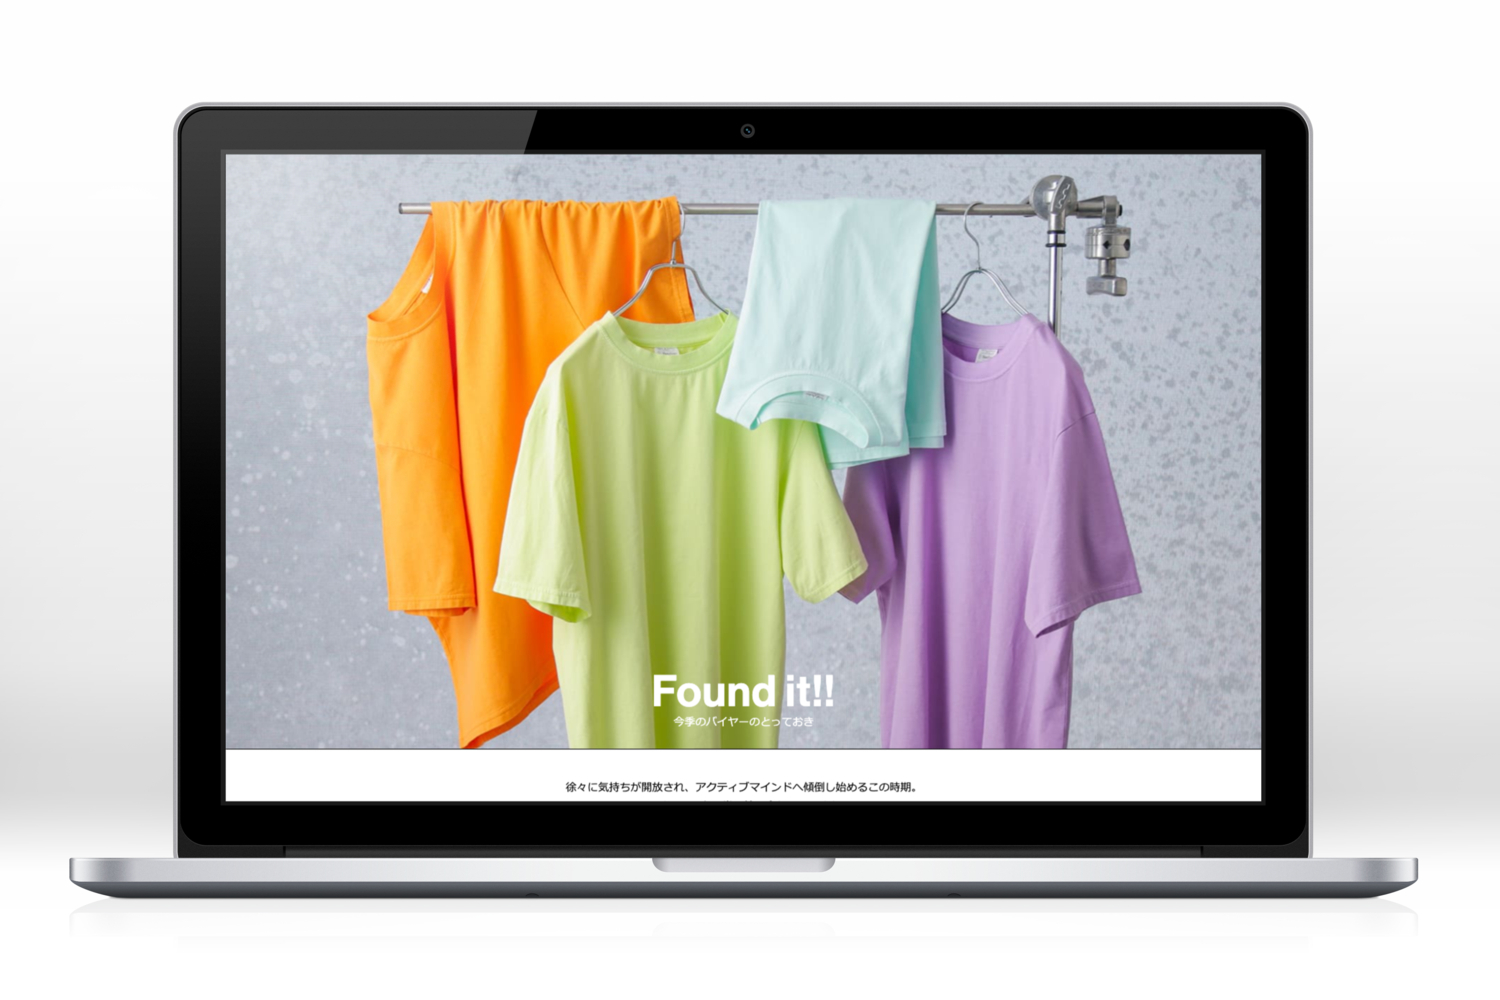 Found it!!
今季のバイヤーのとっておき
徐々に気持ちが開放され、アクティブマインドへ傾倒し始めるこの時期。